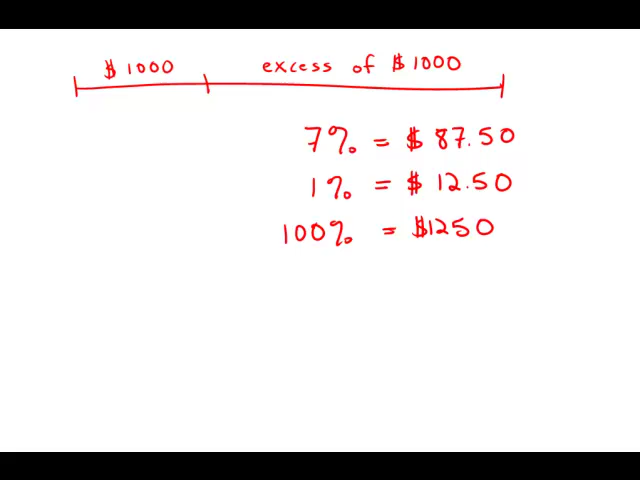 $ 1000 excess of $ 1000
7% = $ 87.50
1% = $ 12.50
100% = $1250